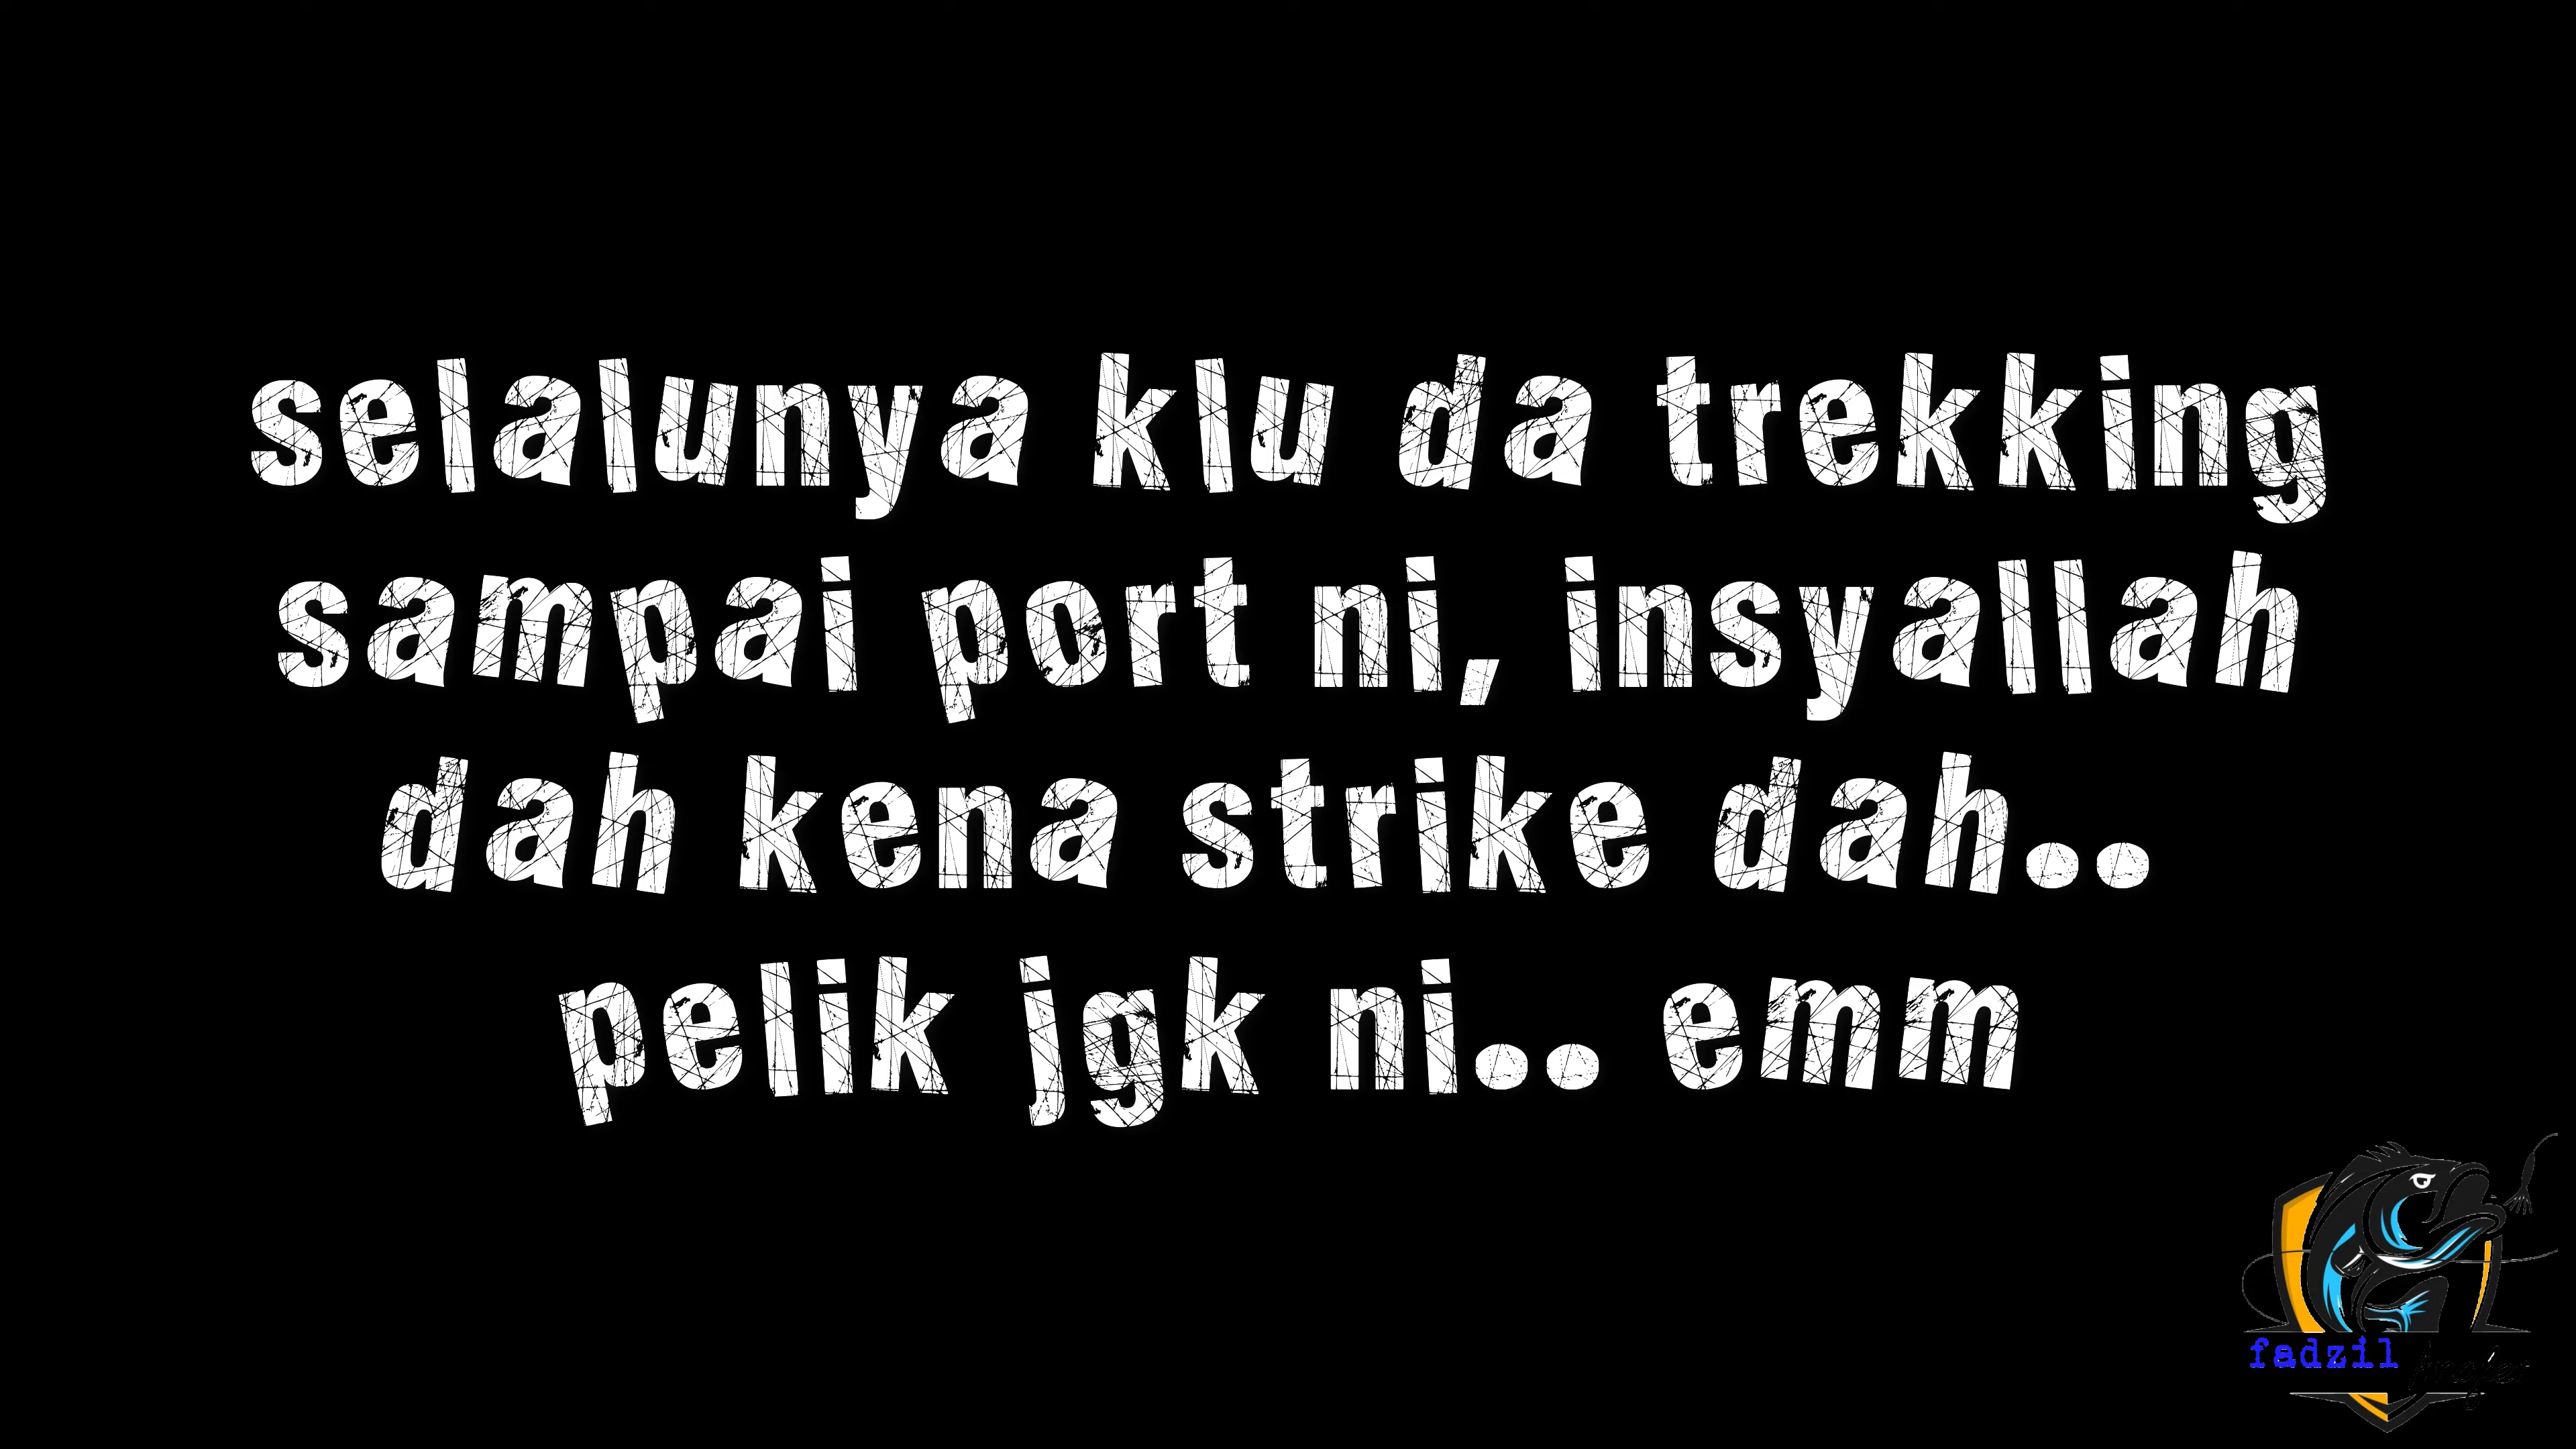 selalunya klu da trekking
sampai port ni, insyallah
dah kena strike dah..
pelik jgk ni.. emm
fadzil